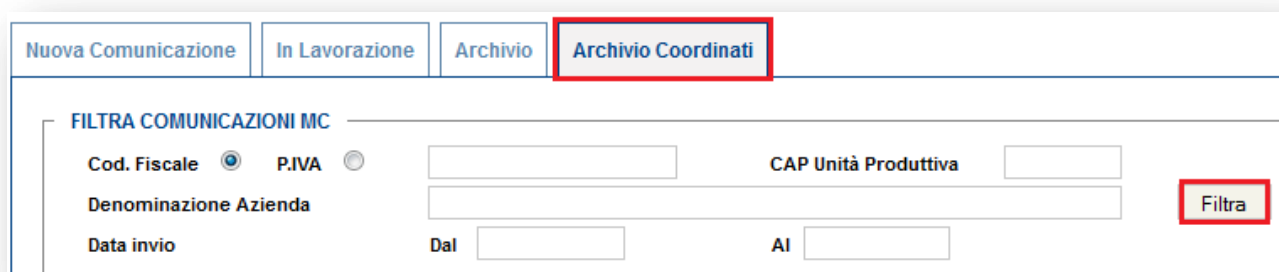 Nuova Comunicazione In Lavorazione Archivio Archivio Coordinati
FILTRA COMUNICAZIONI MC
Cod. Fiscale P.IVA CAP Unità Produttiva
Denominazione Azienda Filtra
Data invio Dal Al